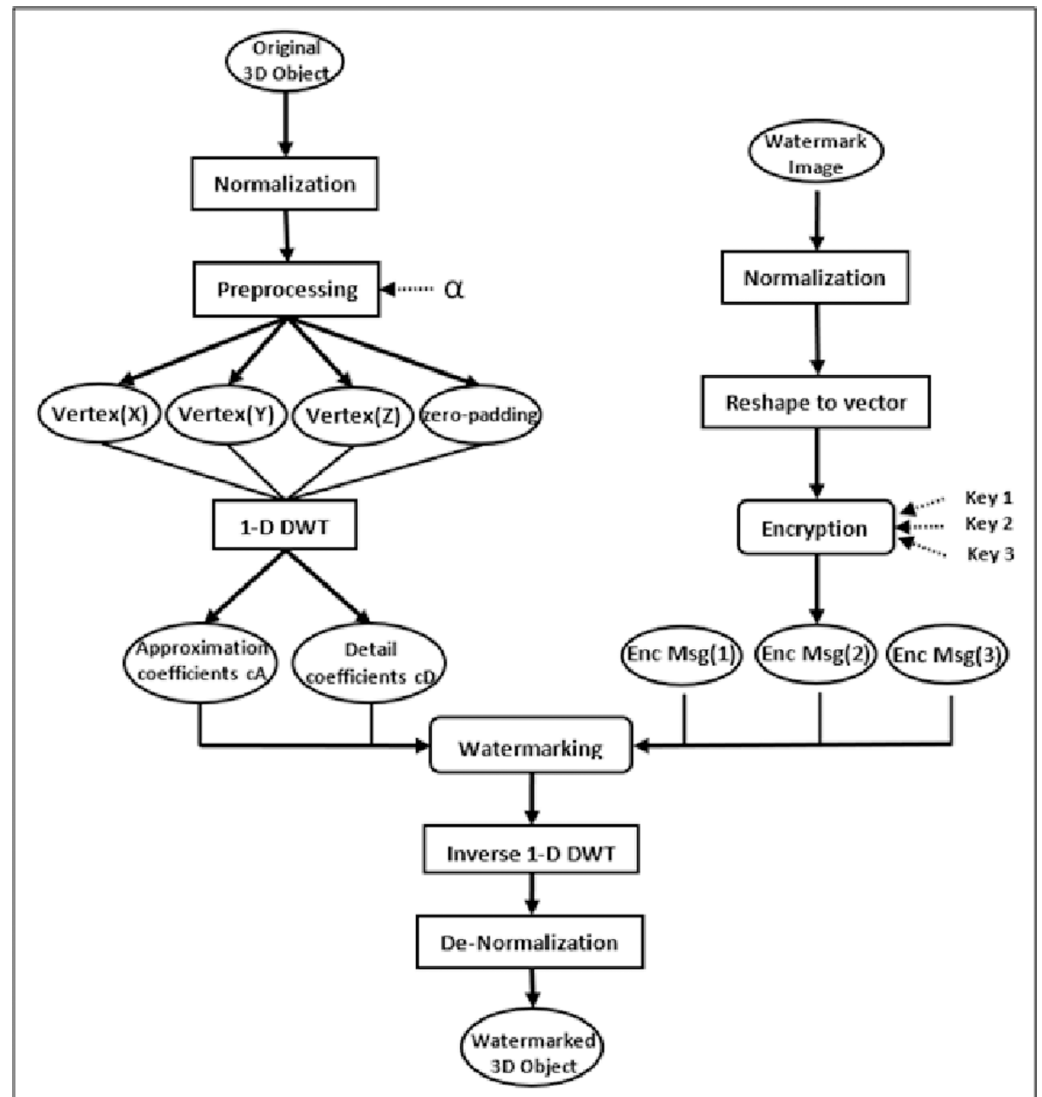 Original
3D Object
Normalization
Preprocessing
α
Vertex(X)
Vertex(Y)
Vertex(Z)
zero-padding
1-D DWT
Approximation
coefficients cA
Detail
coefficients cD
Watermark
Image
Normalization
Reshape to vector
Encryption
Key 1
Key 2
Key 3
Enc Msg(1)
Enc Msg(2)
Enc Msg(3)
Watermarking
Inverse 1-D DWT
De-Normalization
Watermarked
3D Object